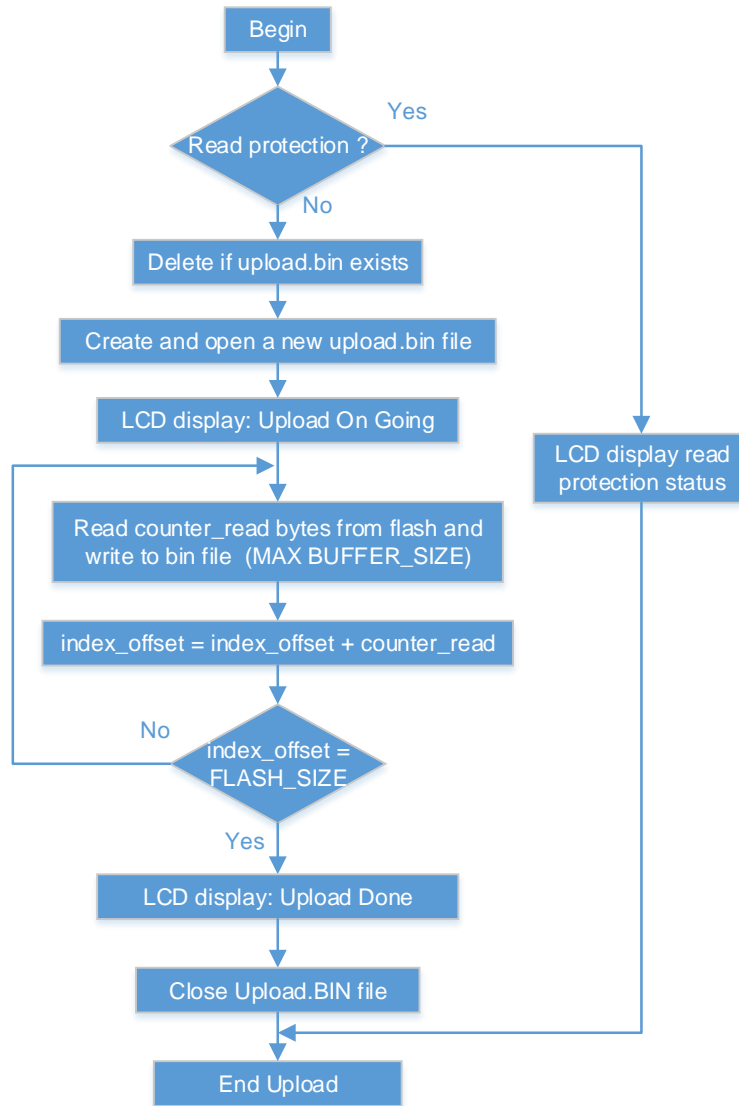 Begin
Yes
Read protection ?
No
Delete if upload.bin exists
Create and open a new upload.bin file
LCD display: Upload On Going
LCD display read
protection status
Read counter_read bytes from flash and
write to bin file (MAX BUFFER_SIZE)
index_offset = index_offset + counter_read
No
index_offset =
FLASH_SIZE
Yes
LCD display: Upload Done
Close Upload.BIN file
End Upload